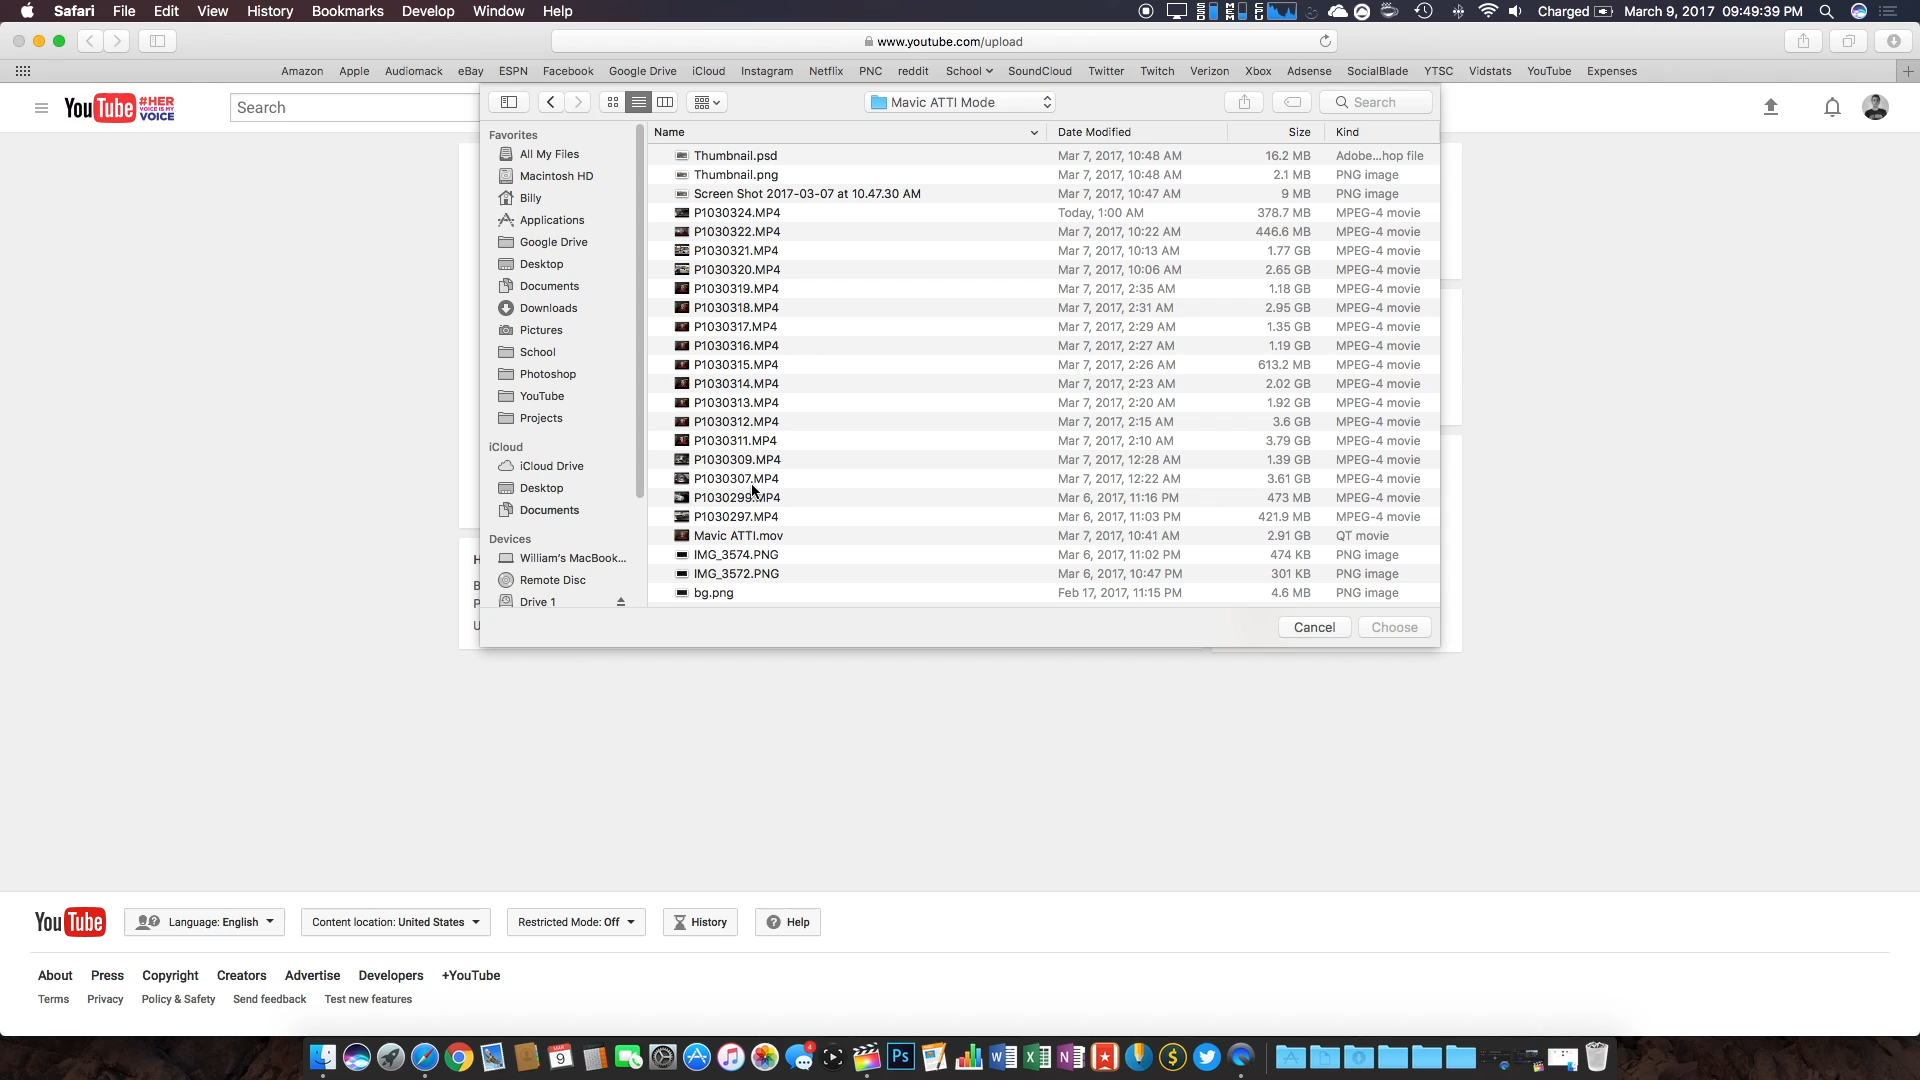 Safari File Edit View History Bookmarks Develop Window Help
Charged March 9, 2017 09:49:39 PM
www.youtube.com/upload
Amazon Apple Audiomack eBay ESPN Facebook Google Drive iCloud Instagram Netflix PNC reddit School SoundCloud Twitter Twitch Verizon Xbox Adsense SocialBlade YTSC Vidstats YouTube Expenses
YouTube #HER VOICE IS MY VOICE
Search
Mavic ATTI Mode
Search
Favorites
All My Files
Macintosh HD
Billy
Applications
Google Drive
Desktop
Documents
Downloads
Pictures
School
Photoshop
YouTube
Projects
iCloud
iCloud Drive
Desktop
Documents
Devices
William's MacBook...
Remote Disc
Drive 1
Name Date Modified Size Kind
Thumbnail.psd Mar 7, 2017, 10:48 AM 16.2 MB Adobe...hop file
Thumbnail.png Mar 7, 2017, 10:48 AM 2.1 MB PNG image
Screen Shot 2017-03-07 at 10.47.30 AM Mar 7, 2017, 10:47 AM 9 MB PNG image
P1030324.MP4 Today, 1:00 AM 378.7 MB MPEG-4 movie
P1030322.MP4 Mar 7, 2017, 10:22 AM 446.6 MB MPEG-4 movie
P1030321.MP4 Mar 7, 2017, 10:13 AM 1.77 GB MPEG-4 movie
P1030320.MP4 Mar 7, 2017, 10:06 AM 2.65 GB MPEG-4 movie
P1030319.MP4 Mar 7, 2017, 2:35 AM 1.18 GB MPEG-4 movie
P1030318.MP4 Mar 7, 2017, 2:31 AM 2.95 GB MPEG-4 movie
P1030317.MP4 Mar 7, 2017, 2:29 AM 1.35 GB MPEG-4 movie
P1030316.MP4 Mar 7, 2017, 2:27 AM 1.19 GB MPEG-4 movie
P1030315.MP4 Mar 7, 2017, 2:26 AM 613.2 MB MPEG-4 movie
P1030314.MP4 Mar 7, 2017, 2:23 AM 2.02 GB MPEG-4 movie
P1030313.MP4 Mar 7, 2017, 2:20 AM 1.92 GB MPEG-4 movie
P1030312.MP4 Mar 7, 2017, 2:15 AM 3.6 GB MPEG-4 movie
P1030311.MP4 Mar 7, 2017, 2:10 AM 3.79 GB MPEG-4 movie
P1030309.MP4 Mar 7, 2017, 12:28 AM 1.39 GB MPEG-4 movie
P1030307.MP4 Mar 7, 2017, 12:22 AM 3.61 GB MPEG-4 movie
P1030299.MP4 Mar 6, 2017, 11:16 PM 473 MB MPEG-4 movie
P1030297.MP4 Mar 6, 2017, 11:03 PM 421.9 MB MPEG-4 movie
Mavic ATTI.mov Mar 7, 2017, 10:41 AM 2.91 GB QT movie
IMG_3574.PNG Mar 6, 2017, 11:02 PM 474 KB PNG image
IMG_3572.PNG Mar 6, 2017, 10:47 PM 301 KB PNG image
bg.png Feb 17, 2017, 11:15 PM 4.6 MB PNG image
Cancel Choose
YouTube Language: English Content location: United States Restricted Mode: Off History Help
About Press Copyright Creators Advertise Developers +YouTube
Terms Privacy Policy & Safety Send feedback Test new features